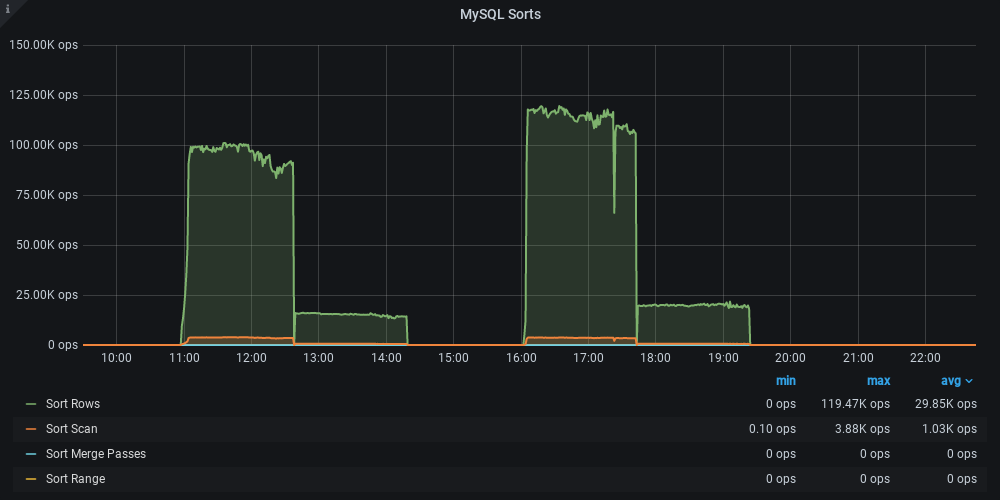 i
MySQL Sorts
150.00K ops
125.00K ops
100.00K ops
75.00K ops
50.00K ops
25.00K ops
0 ops
10:00 11:00 12:00 13:00 14:00 15:00 16:00 17:00 18:00 19:00 20:00 21:00 22:00
min max avg
Sort Rows 0 ops 119.47K ops 29.85K ops
Sort Scan 0.10 ops 3.88K ops 1.03K ops
Sort Merge Passes 0 ops 0 ops 0 ops
Sort Range 0 ops 0 ops 0 ops